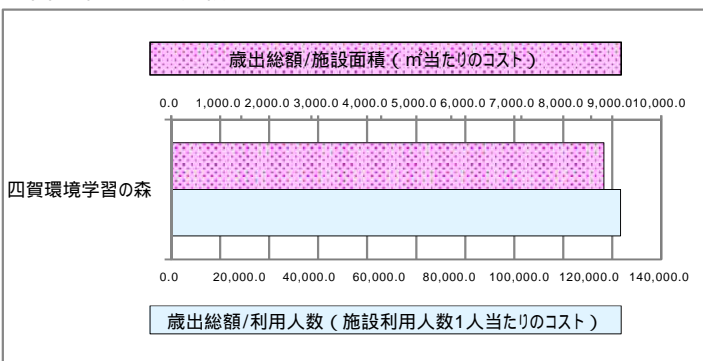 歳出総額/施設面積（㎡当たりのコスト）
0.0 1,000.0 2,000.0 3,000.0 4,000.0 5,000.0 6,000.0 7,000.0 8,000.0 9,000.0 10,000.0
四賀環境学習の森
0.0 20,000.0 40,000.0 60,000.0 80,000.0 100,000.0 120,000.0 140,000.0
歳出総額/利用人数（施設利用人数1人当たりのコスト）